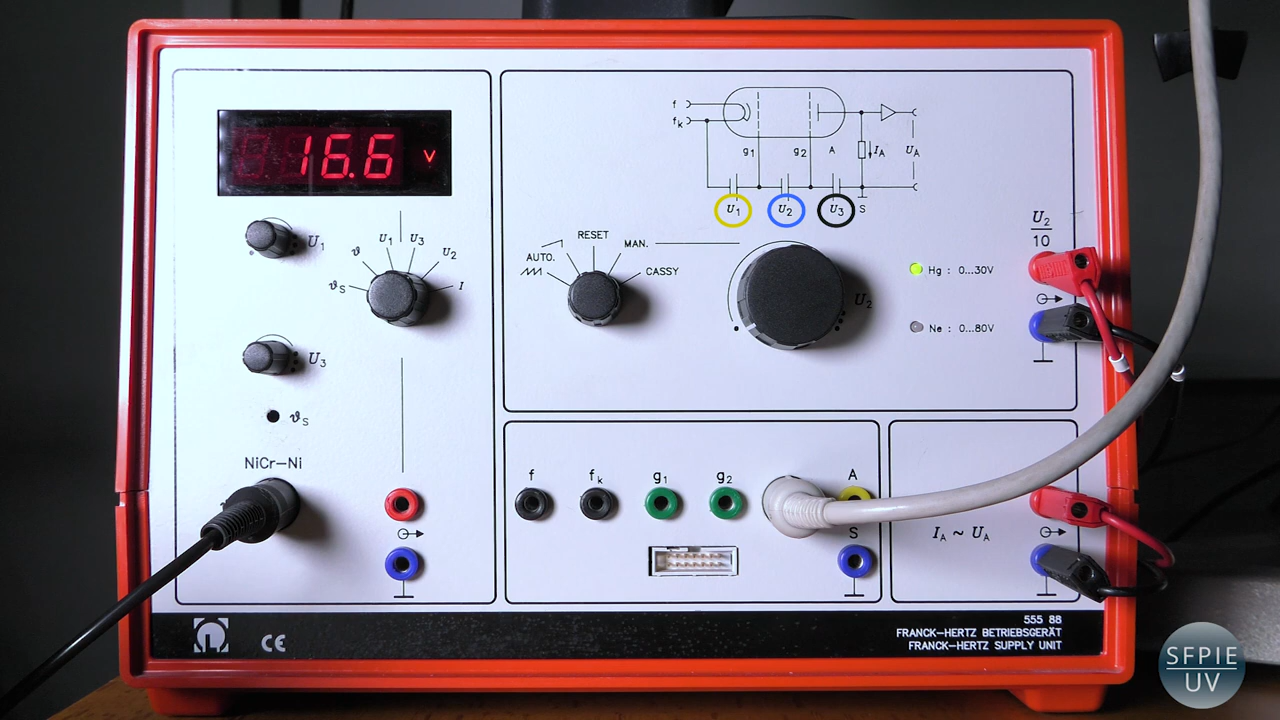 16.6 V
f
fK
g1 g2 A IA UA
U1 U2 U3 S
U1
ϑS ϑ U1 U3 U2 I
U3
ϑS
NiCr-Ni
AUTO. RESET MAN. CASSY
U2
Hg : 0...30V
Ne : 0...80V
U2
10
f fK g1 g2 A
S
IA ~ UA
L
CE
555 88
FRANCK-HERTZ BETRIEBSGERÄT
FRANCK-HERTZ SUPPLY UNIT
SFPIE
UV